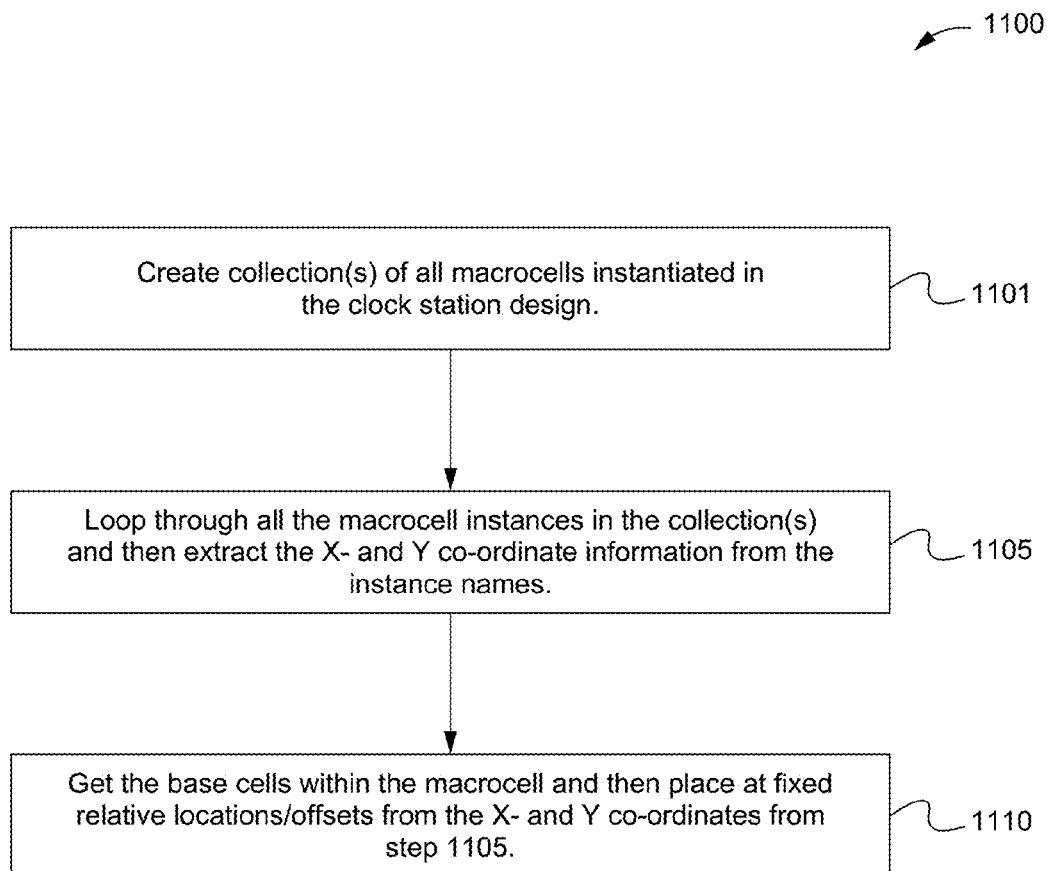 1100
Create collection(s) of all macrocells instantiated in
the clock station design.
1101
Loop through all the macrocell instances in the collection(s)
and then extract the X- and Y co-ordinate information from the
instance names.
1105
Get the base cells within the macrocell and then place at fixed
relative locations/offsets from the X- and Y co-ordinates from
step 1105.
1110